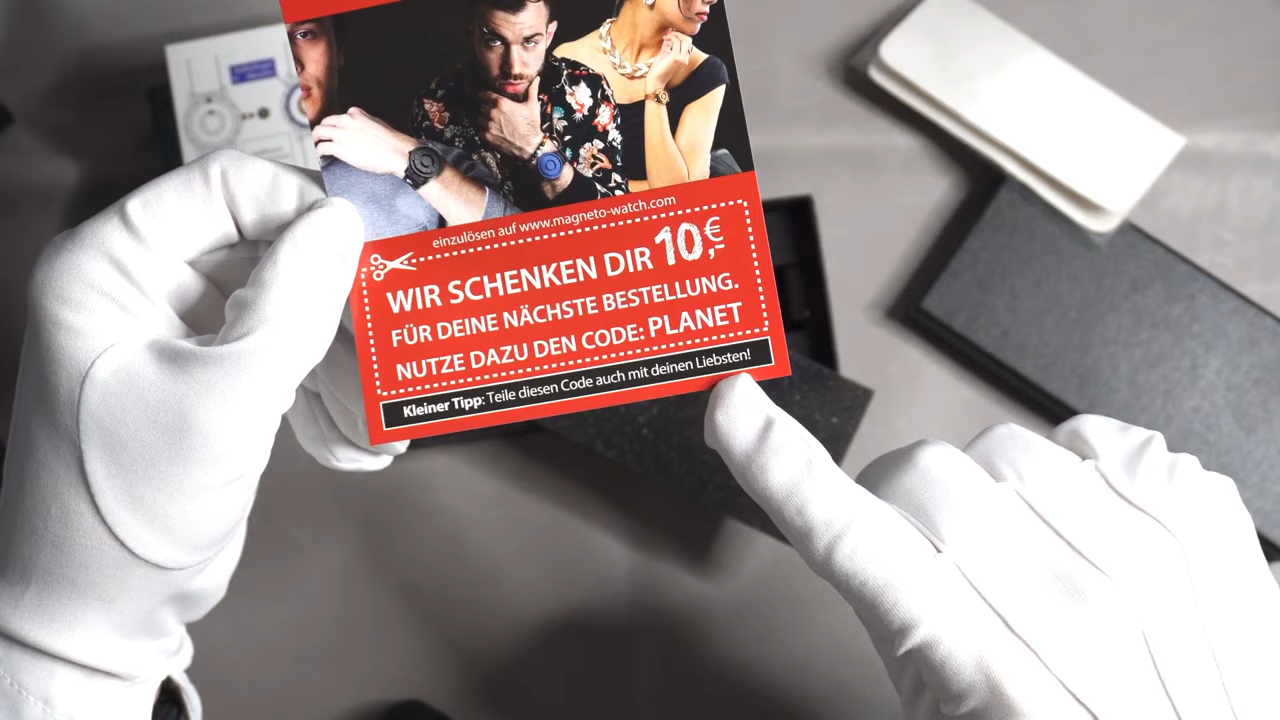 einzulösen auf www.magneto-watch.com
WIR SCHENKEN DIR 10,-€
FÜR DEINE NÄCHSTE BESTELLUNG.
NUTZE DAZU DEN CODE: PLANET
Kleiner Tipp: Teile diesen Code auch mit deinen Liebsten!